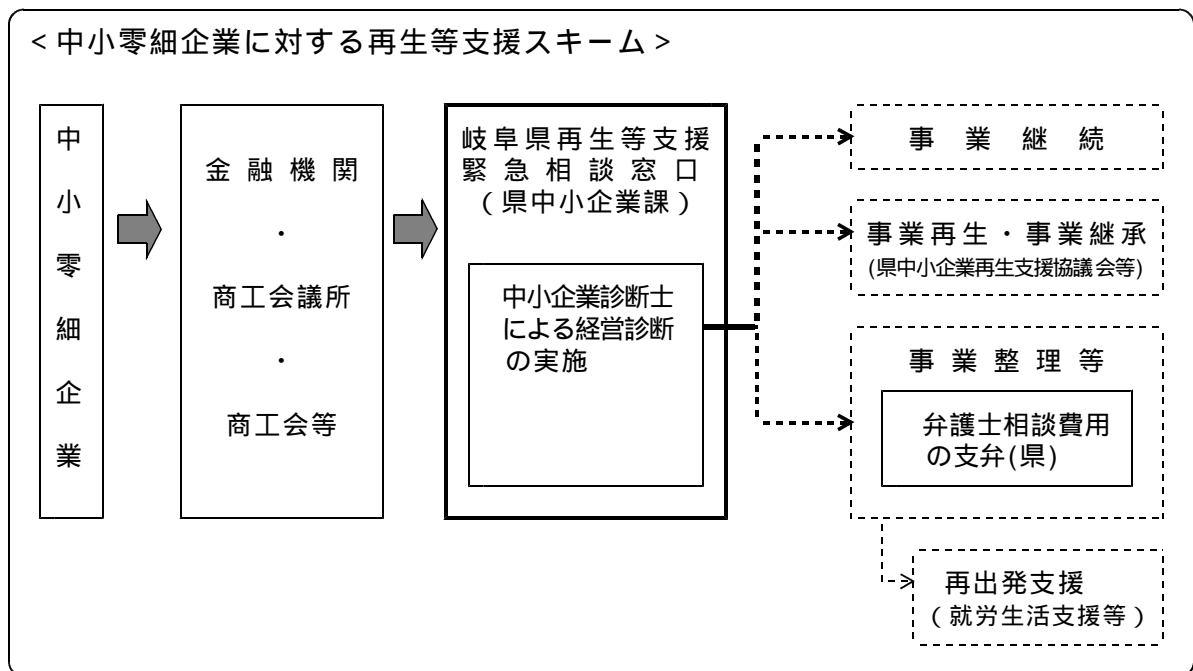 ＜中小零細企業に対する再生等支援スキーム＞
中小零細企業
金融機関
・
商工会議所
・
商工会等
岐阜県再生等支援
緊急相談窓口
（県中小企業課）
中小企業診断士
による経営診断
の実施
事業継続
事業再生・事業継承
(県中小企業再生支援協議会等)
事業整理等
弁護士相談費用
の支弁(県)
再出発支援
（就労生活支援等）